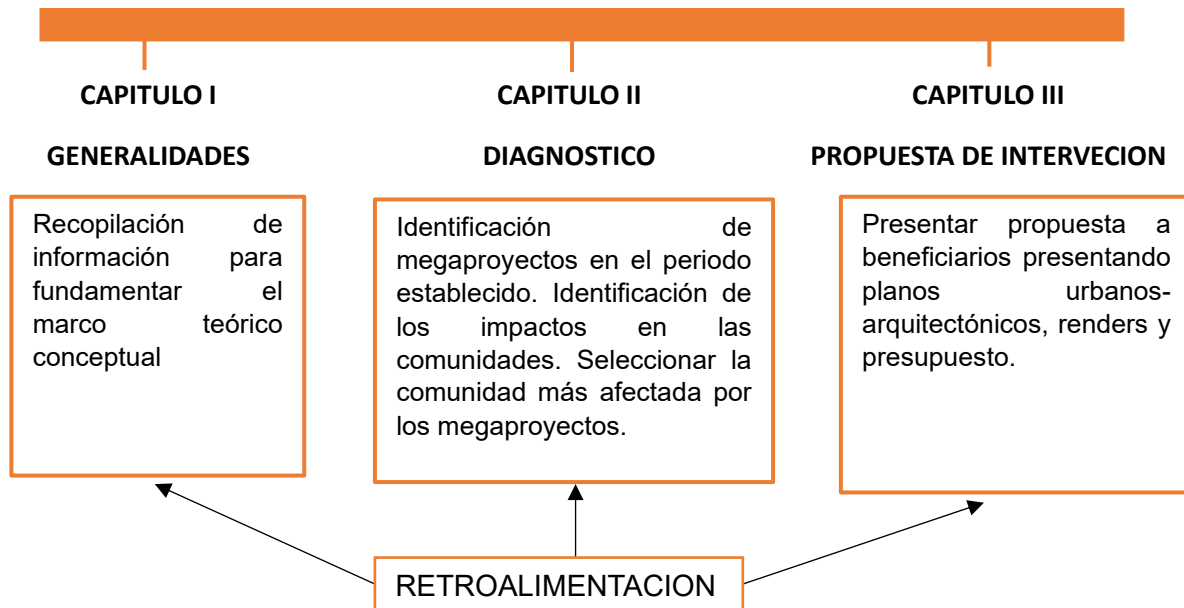 CAPITULO I
GENERALIDADES
Recopilación de
información para
fundamentar el
marco teórico
conceptual
CAPITULO II
DIAGNOSTICO
Identificación de
megaproyectos en el periodo
establecido. Identificación de
los impactos en las
comunidades. Seleccionar la
comunidad más afectada por
los megaproyectos.
CAPITULO III
PROPUESTA DE INTERVECION
Presentar propuesta a
beneficiarios presentando
planos urbanos-
arquitectónicos, renders y
presupuesto.
RETROALIMENTACION